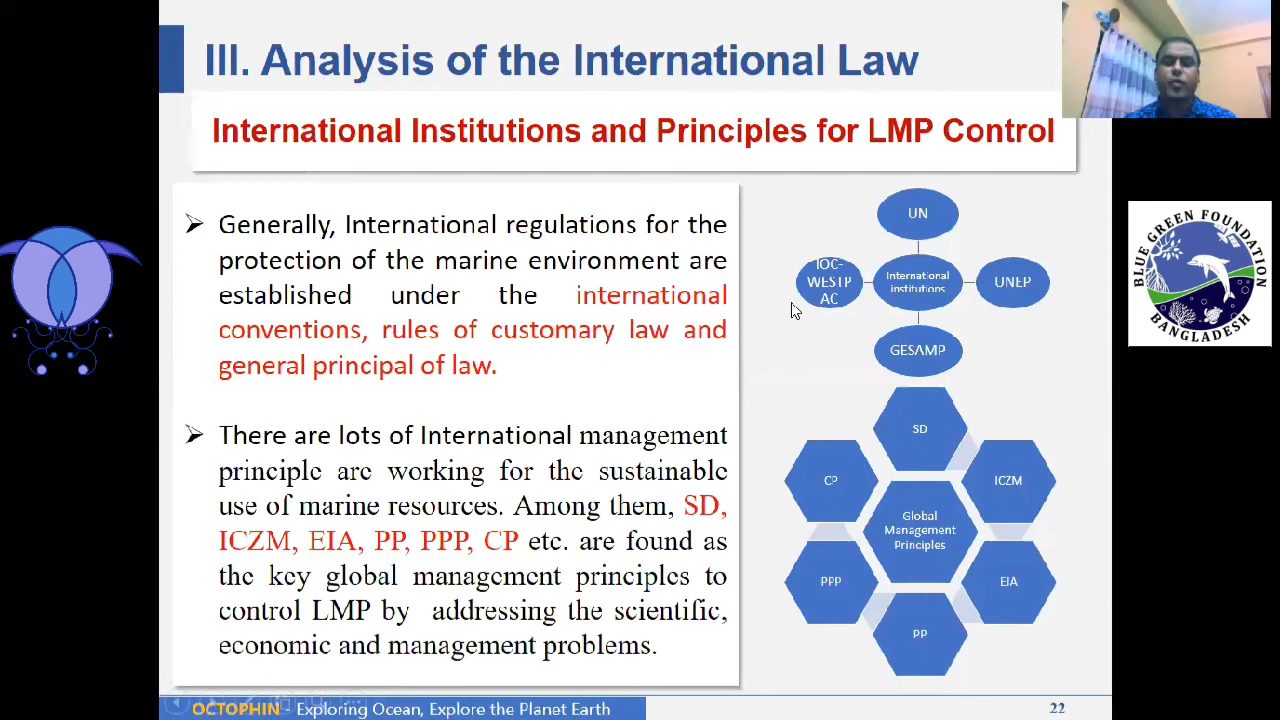 III. Analysis of the International Law
International Institutions and Principles for LMP Control
Generally, International regulations for the
protection of the marine environment are
established under the international
conventions, rules of customary law and
general principal of law.
There are lots of International management
principle are working for the sustainable
use of marine resources. Among them, SD,
ICZM, EIA, PP, PPP, CP etc. are found as
the key global management principles to
control LMP by addressing the scientific,
economic and management problems.
UN
IOC-
WESTP
AC
International
institutions
UNEP
GESAMP
SD
CP
ICZM
Global
Management
Principles
PPP
EIA
PP
BLUE GREEN FOUNDATION
BANGLADESH
OCTOPHIN - Exploring Ocean, Explore the Planet Earth
22